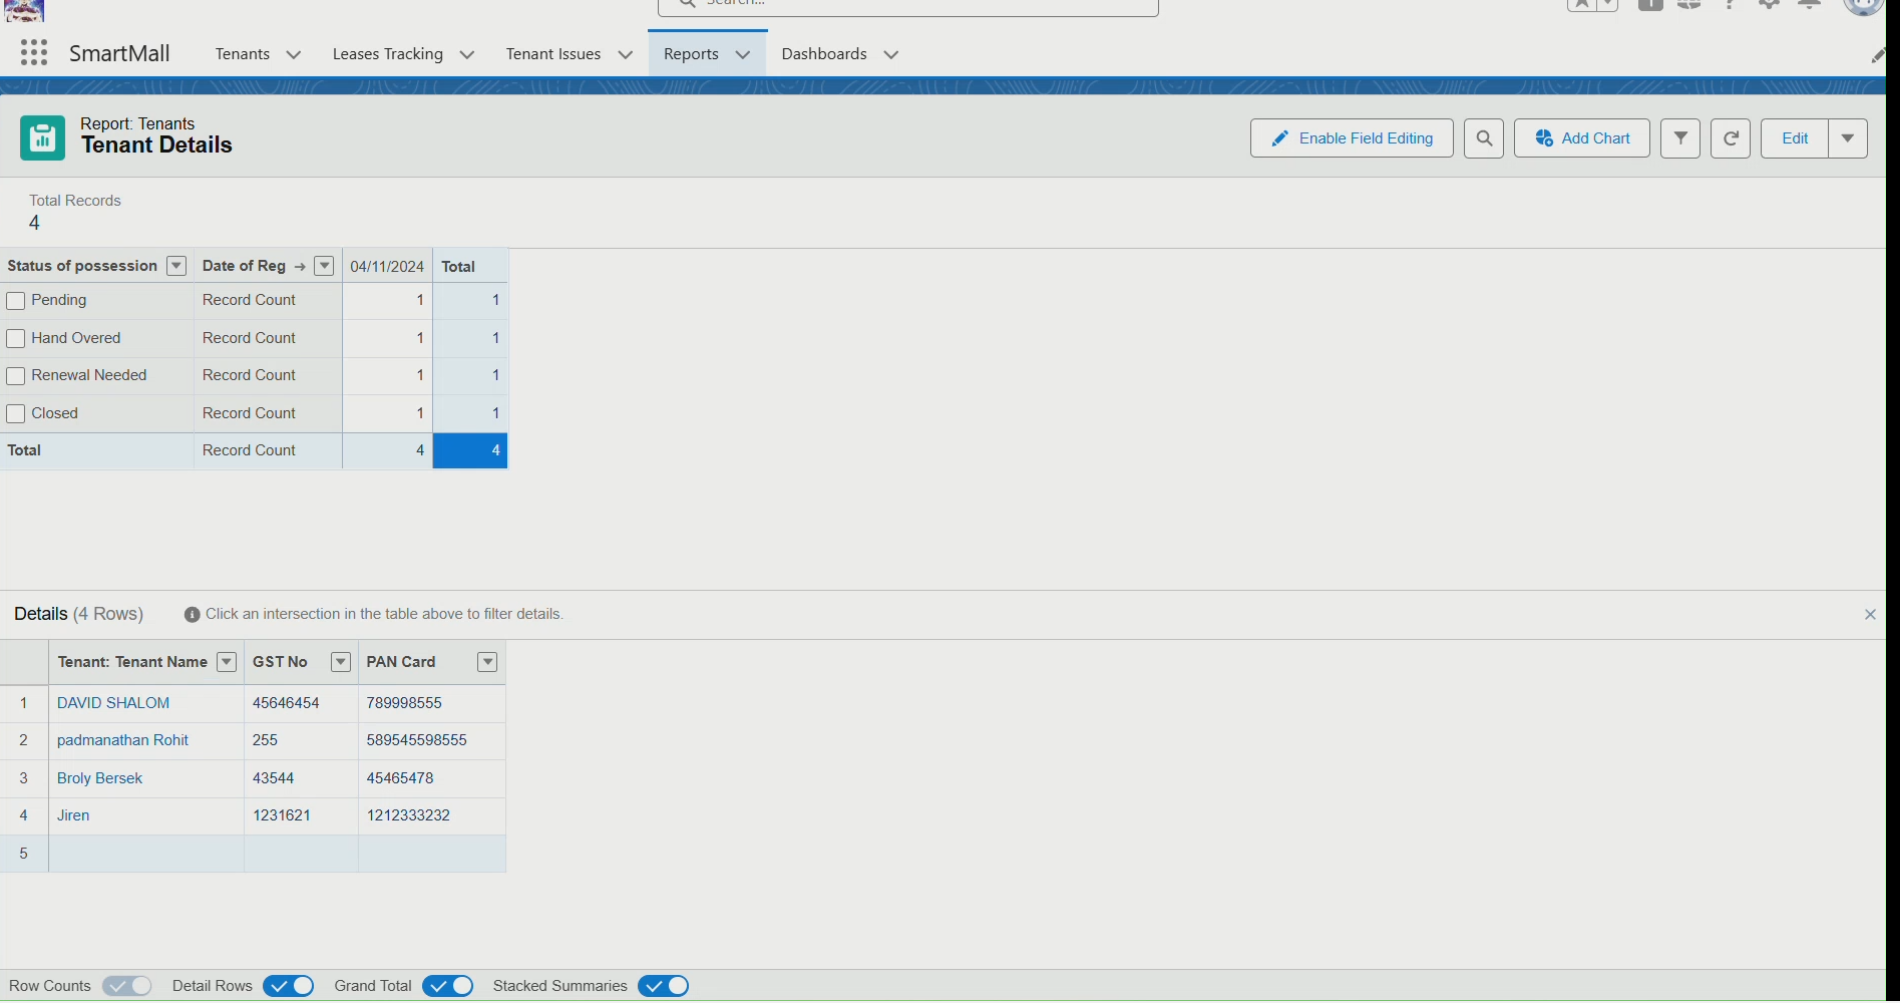 Search...
SmartMall Tenants Leases Tracking Tenant Issues Reports Dashboards
Report: Tenants
Tenant Details
Enable Field Editing Add Chart Edit
Total Records
4
Status of possession Date of Reg → 04/11/2024 Total
Pending Record Count 1 1
Hand Overed Record Count 1 1
Renewal Needed Record Count 1 1
Closed Record Count 1 1
Total Record Count 4 4
Details (4 Rows) Click an intersection in the table above to filter details.
Tenant: Tenant Name GST No PAN Card
1 DAVID SHALOM 45646454 789998555
2 padmanathan Rohit 255 589545598555
3 Broly Bersek 43544 45465478
4 Jiren 1231621 1212333232
5
Row Counts Detail Rows Grand Total Stacked Summaries